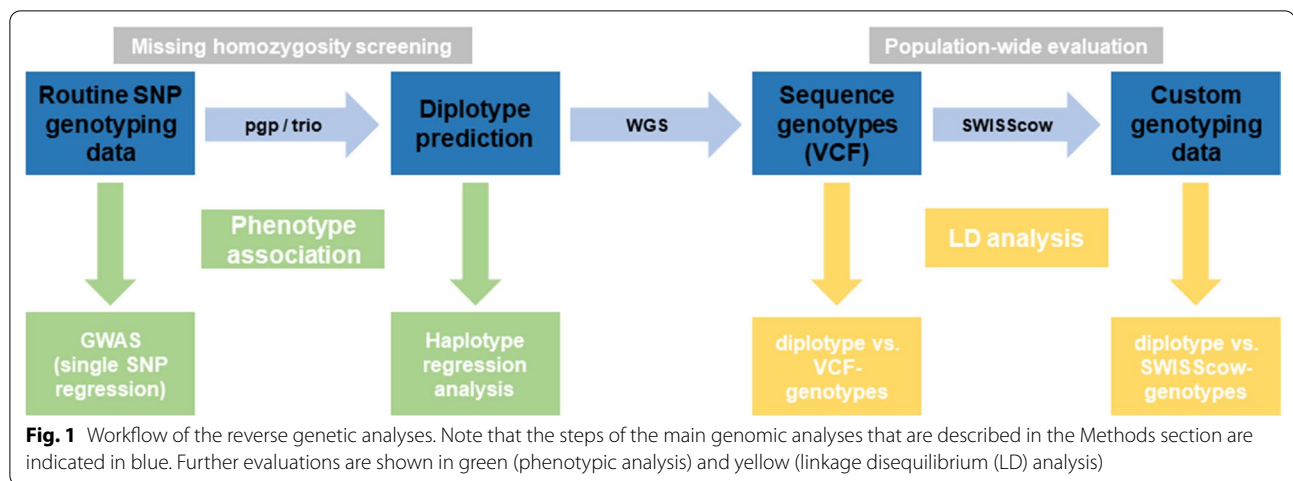 Missing homozygosity screening
Population-wide evaluation
Routine SNP
genotyping
data
pgp / trio
Diplotype
prediction
WGS
Sequence
genotypes
(VCF)
SWISScow
Custom
genotyping
data
Phenotype
association
LD analysis
GWAS
(single SNP
regression)
Haplotype
regression
analysis
diplotype vs.
VCF-
genotypes
diplotype vs.
SWISScow-
genotypes
Fig. 1 Workflow of the reverse genetic analyses. Note that the steps of the main genomic analyses that are described in the Methods section are
indicated in blue. Further evaluations are shown in green (phenotypic analysis) and yellow (linkage disequilibrium (LD) analysis)